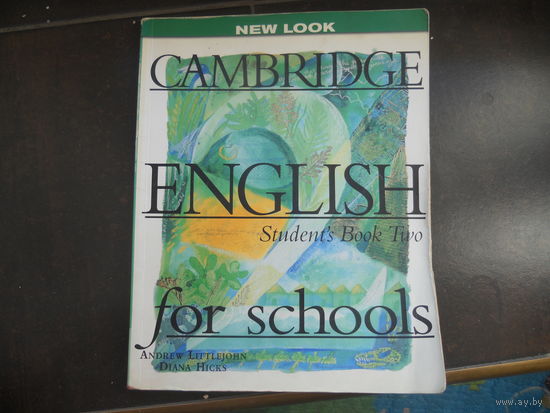 NEW LOOK
CAMBRIDGE
ENGLISH
Student's Book Two
for schools
ANDREW LITTLEJOHN
DIANA HICKS
www.ay.by